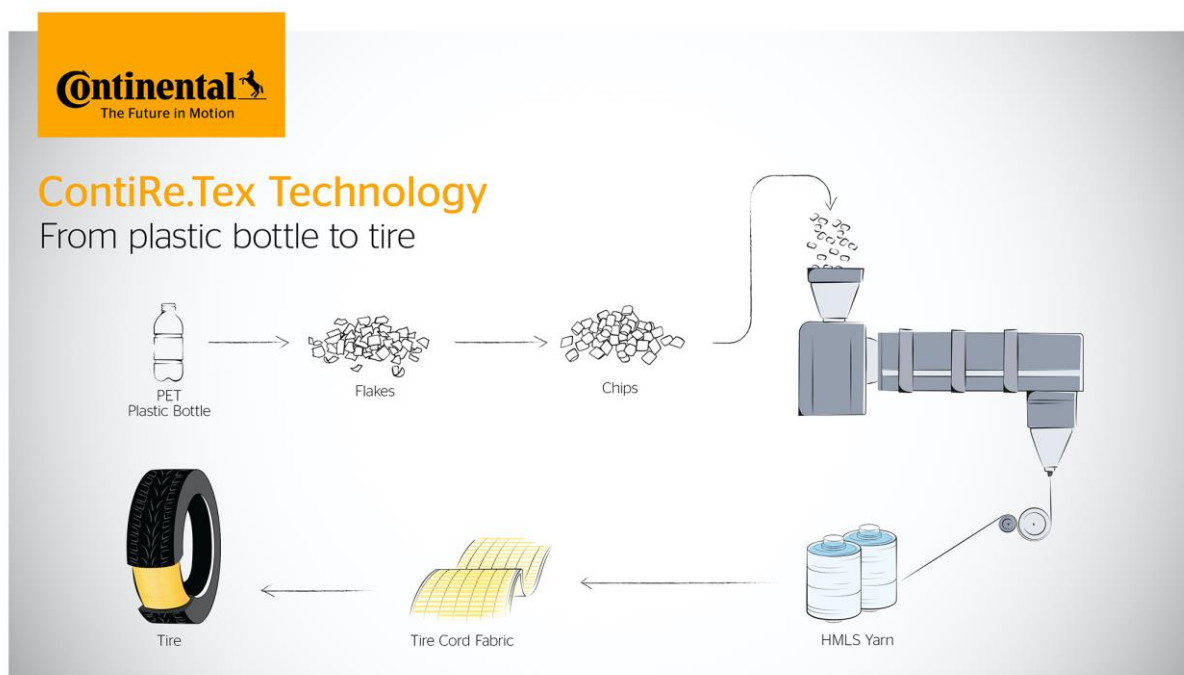 Continental
The Future in Motion
ContiRe.Tex Technology
From plastic bottle to tire
PET
Plastic Bottle
Flakes
Chips
Tire
Tire Cord Fabric
HMLS Yarn